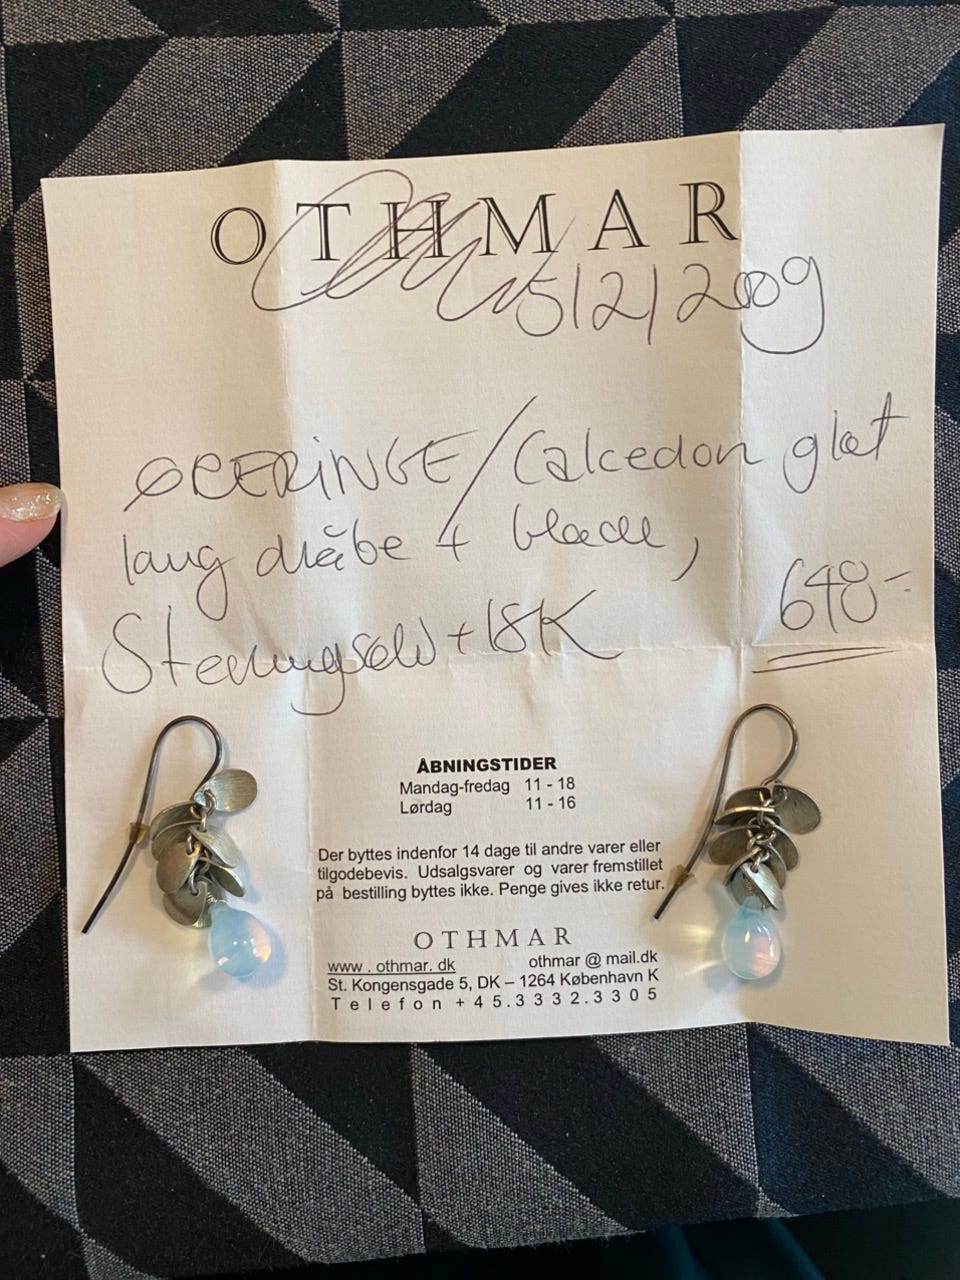 OTHMAR
5/2/2009
ØRERINGE/Calcedon glat
lang dråbe + blade,
Sterlingsølv + 18K
648-
ÅBNINGSTIDER
Mandag-fredag 11 - 18
Lørdag 11 - 16
Der byttes indenfor 14 dage til andre varer eller
tilgodebevis. Udsalgsvarer og varer fremstillet
på bestilling byttes ikke. Penge gives ikke retur.
OTHMAR
www . othmar. dk othmar @ mail.dk
St. Kongensgade 5, DK – 1264 København K
Telefon +45.3332.3305